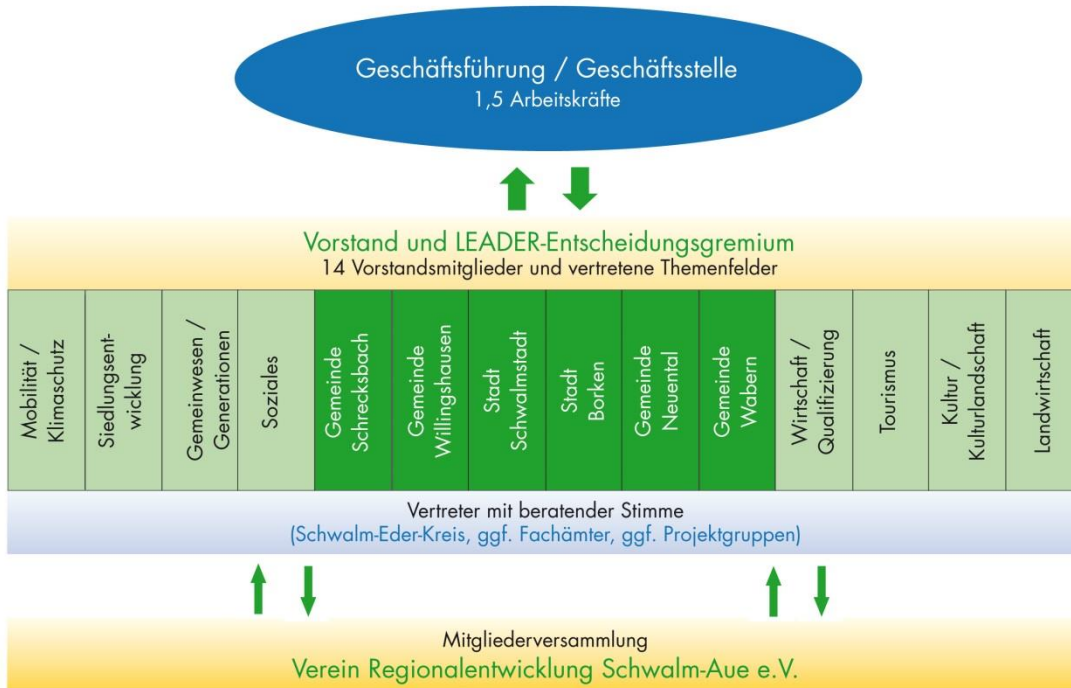 Geschäftsführung / Geschäftsstelle
1,5 Arbeitskräfte
Vorstand und LEADER-Entscheidungsgremium
14 Vorstandsmitglieder und vertretene Themenfelder
Mobilität /
Klimaschutz
Siedlungsent-
wicklung
Gemeinwesen /
Generationen
Soziales
Gemeinde
Schrecksbach
Gemeinde
Willingshausen
Stadt
Schwalmstadt
Stadt
Borken
Gemeinde
Neuental
Gemeinde
Wabern
Wirtschaft /
Qualifizierung
Tourismus
Kultur /
Kulturlandschaft
Landwirtschaft
Vertreter mit beratender Stimme
(Schwalm-Eder-Kreis, ggf. Fachämter, ggf. Projektgruppen)
Mitgliederversammlung
Verein Regionalentwicklung Schwalm-Aue e.V.